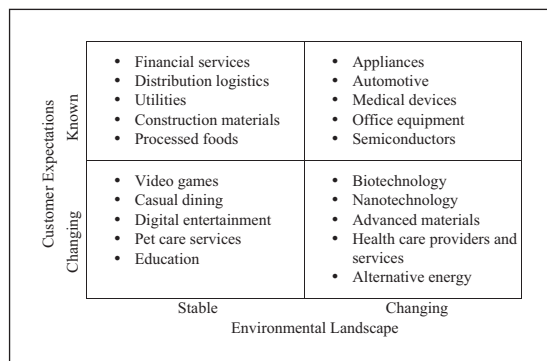 Customer Expectations
Known
• Financial services
• Distribution logistics
• Utilities
• Construction materials
• Processed foods
• Appliances
• Automotive
• Medical devices
• Office equipment
• Semiconductors
Changing
• Video games
• Casual dining
• Digital entertainment
• Pet care services
• Education
• Biotechnology
• Nanotechnology
• Advanced materials
• Health care providers and
services
• Alternative energy
Stable
Changing
Environmental Landscape